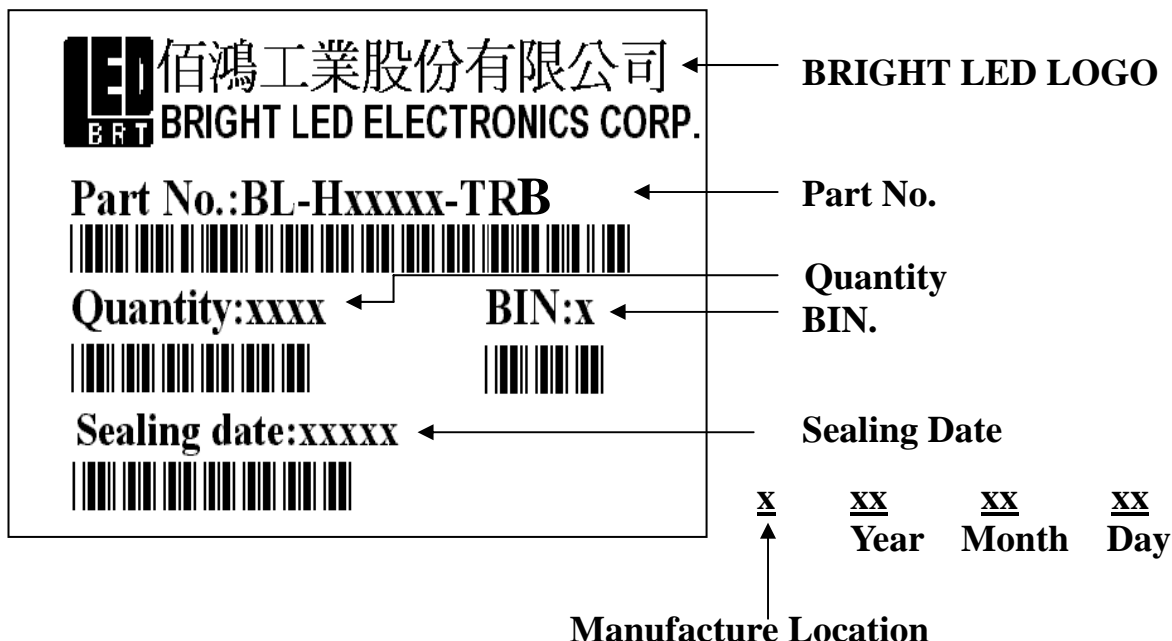 LED 佰鴻工業股份有限公司 BRIGHT LED LOGO
BRT BRIGHT LED ELECTRONICS CORP.
Part No.:BL-Hxxxxx-TRB Part No.
Quantity
Quantity:xxxx BIN:x BIN.
Sealing date:xxxxx Sealing Date
x xx xx xx
Year Month Day
Manufacture Location